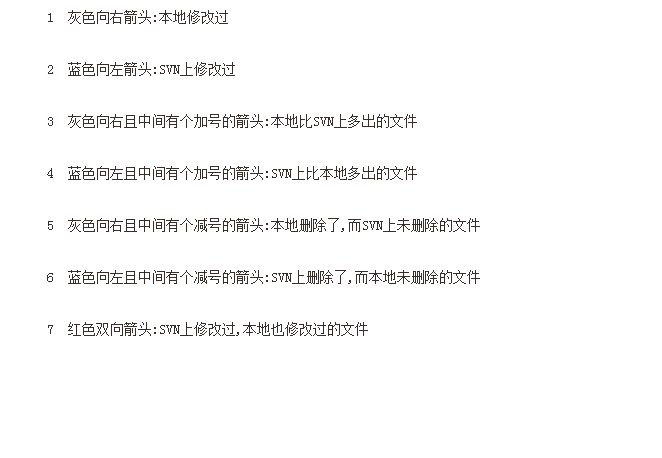 1 灰色向右箭头:本地修改过
2 蓝色向左箭头:SVN上修改过
3 灰色向右且中间有个加号的箭头:本地比SVN上多出的文件
4 蓝色向左且中间有个加号的箭头:SVN上比本地多出的文件
5 灰色向右且中间有个减号的箭头:本地删除了,而SVN上未删除的文件
6 蓝色向左且中间有个减号的箭头:SVN上删除了,而本地未删除的文件
7 红色双向箭头:SVN上修改过,本地也修改过的文件